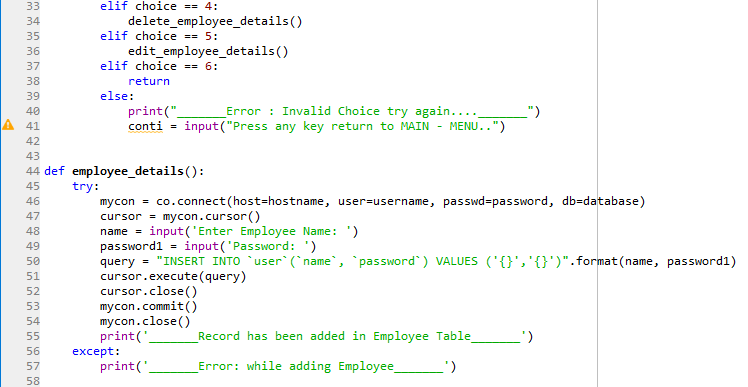 33 elif choice == 4:
34 delete_employee_details()
35 elif choice == 5:
36 edit_employee_details()
37 elif choice == 6:
38 return
39 else:
40 print("_______Error : Invalid Choice try again...._______")
41 conti = input("Press any key return to MAIN - MENU..")
42
43
44 def employee_details():
45 try:
46 mycon = co.connect(host=hostname, user=username, passwd=password, db=database)
47 cursor = mycon.cursor()
48 name = input('Enter Employee Name: ')
49 password1 = input('Password: ')
50 query = "INSERT INTO `user`(`name`, `password`) VALUES ('{}','{}')".format(name, password1)
51 cursor.execute(query)
52 cursor.close()
53 mycon.commit()
54 mycon.close()
55 print('_______Record has been added in Employee Table_______')
56 except:
57 print('_______Error: while adding Employee_______')
58